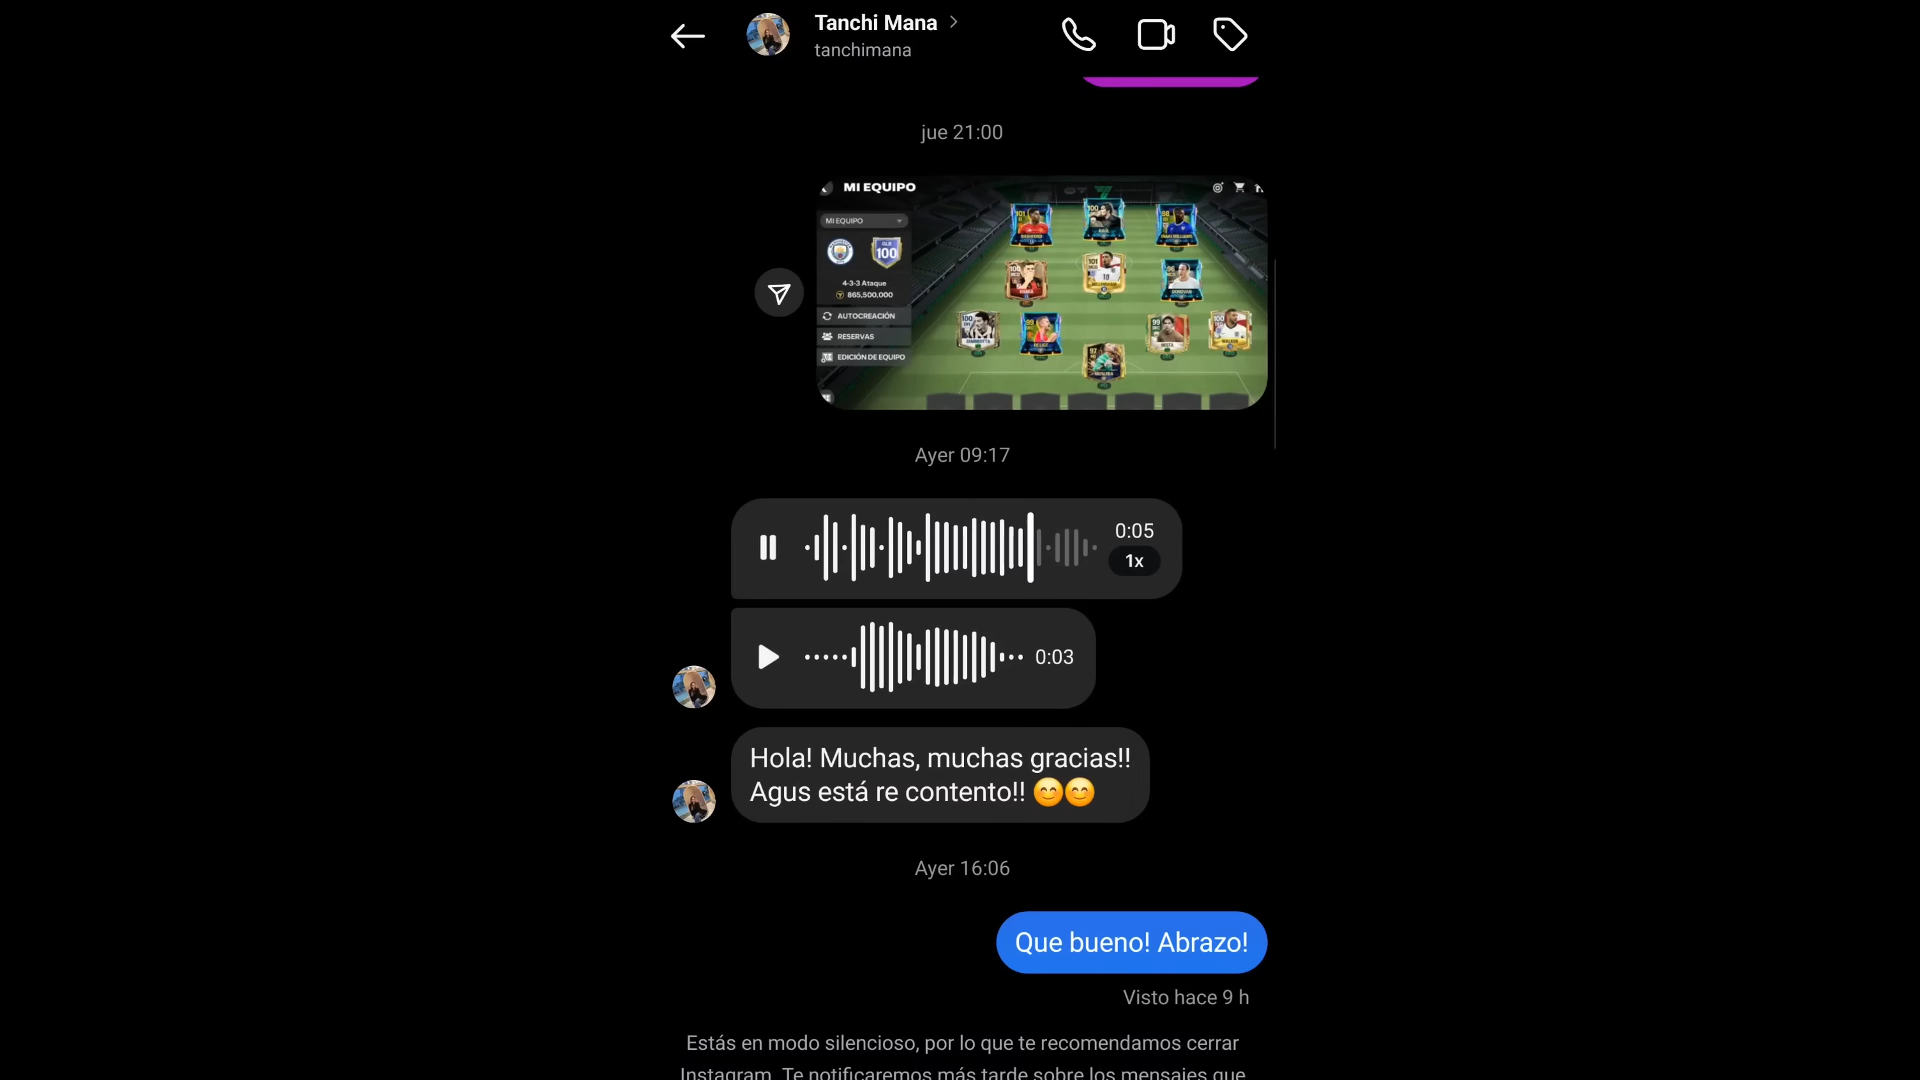 Tanchi Mana
tanchimana
jue 21:00
MI EQUIPO
MI EQUIPO
100
4-3-3 Ataque
865,500,000
AUTOCREACIÓN
RESERVAS
EDICIÓN DE EQUIPO
Ayer 09:17
0:05
1x
0:03
Hola! Muchas, muchas gracias!!
Agus está re contento!! 😊😊
Ayer 16:06
Que bueno! Abrazo!
Visto hace 9 h
Estás en modo silencioso, por lo que te recomendamos cerrar
Instagram. Te notificaremos más tarde sobre los mensajes que